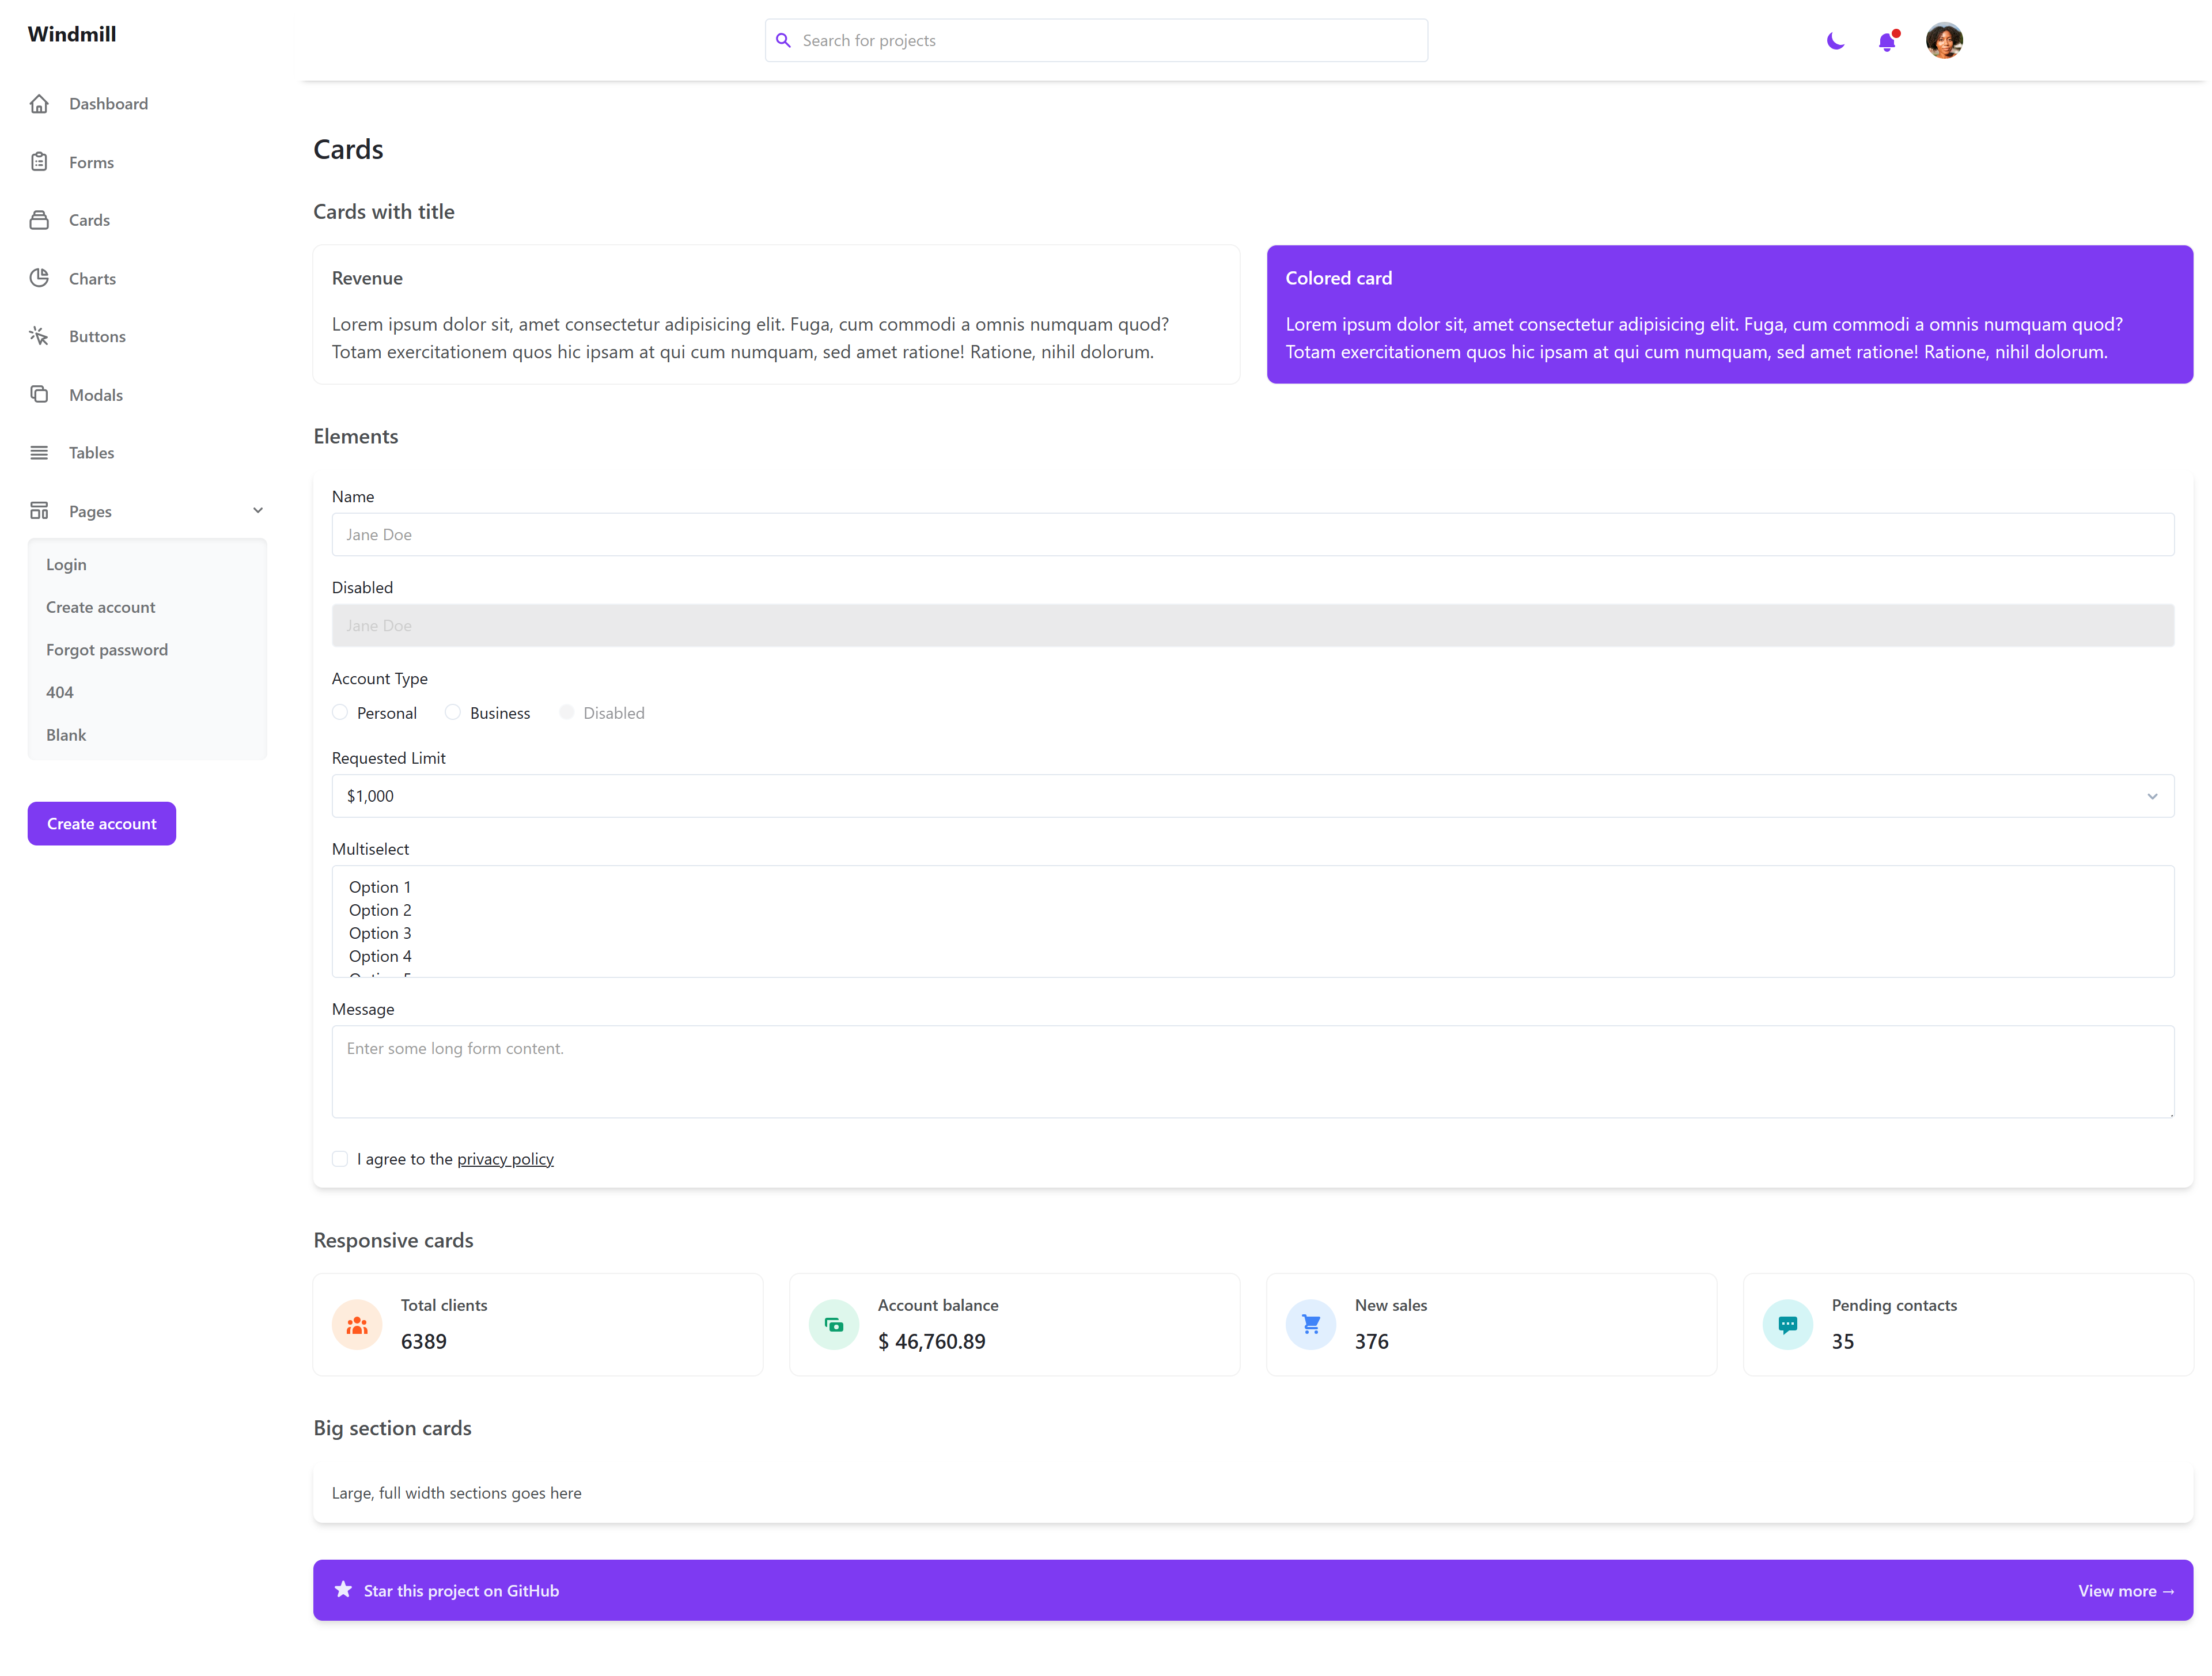 Windmill
Search for projects
Dashboard
Forms
Cards
Charts
Buttons
Modals
Tables
Pages
Login
Create account
Forgot password
404
Blank
Create account
Cards
Cards with title
Revenue
Lorem ipsum dolor sit, amet consectetur adipisicing elit. Fuga, cum commodi a omnis numquam quod?
Totam exercitationem quos hic ipsam at qui cum numquam, sed amet ratione! Ratione, nihil dolorum.
Colored card
Lorem ipsum dolor sit, amet consectetur adipisicing elit. Fuga, cum commodi a omnis numquam quod?
Totam exercitationem quos hic ipsam at qui cum numquam, sed amet ratione! Ratione, nihil dolorum.
Elements
Name
Jane Doe
Disabled
Jane Doe
Account Type
Personal Business Disabled
Requested Limit
$1,000
Multiselect
Option 1
Option 2
Option 3
Option 4
Message
Enter some long form content.
I agree to the privacy policy
Responsive cards
Total clients
6389
Account balance
$ 46,760.89
New sales
376
Pending contacts
35
Big section cards
Large, full width sections goes here
Star this project on GitHub
View more →